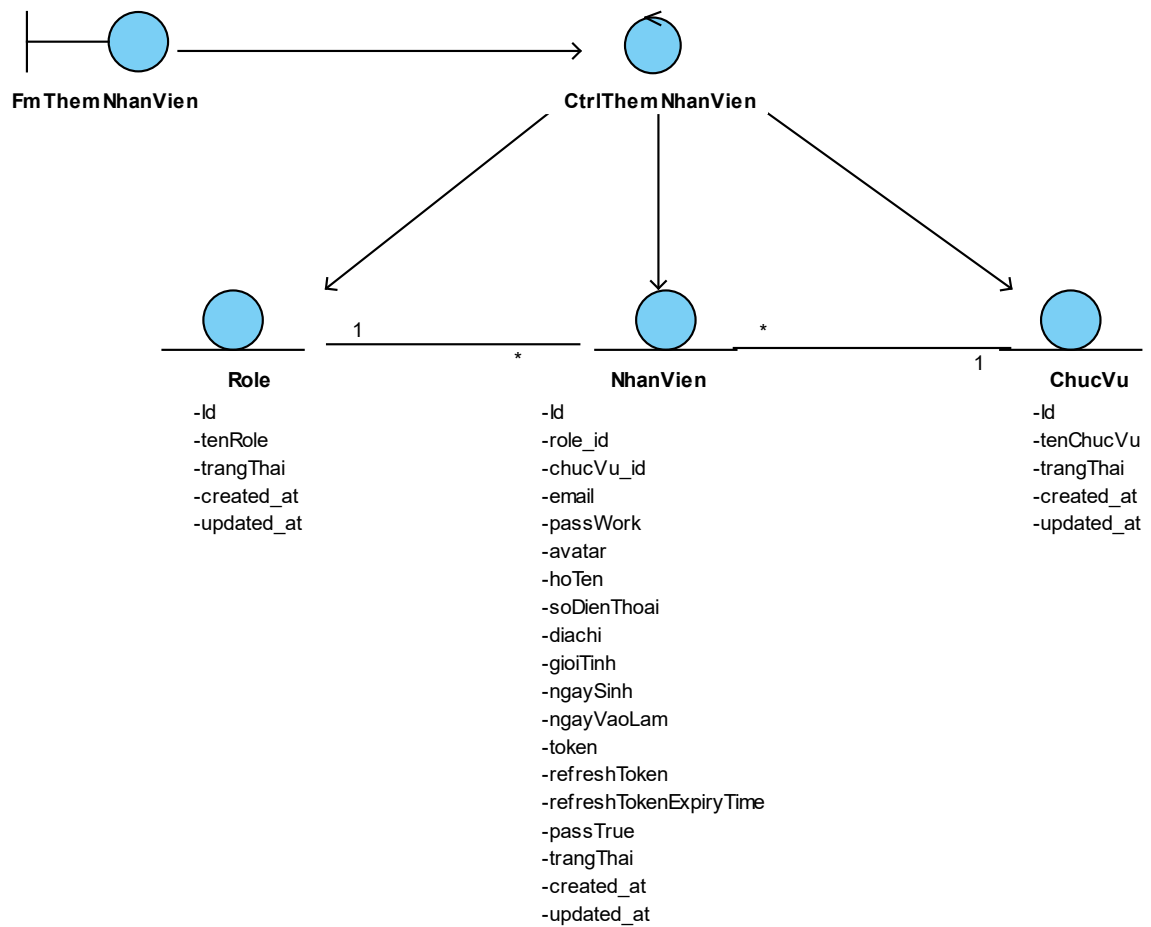 FmThemNhanVien
CtrlThemNhanVien
1
*
*
1
Role
-Id
-tenRole
-trangThai
-created_at
-updated_at
NhanVien
-Id
-role_id
-chucVu_id
-email
-passWork
-avatar
-hoTen
-soDienThoai
-diachi
-gioiTinh
-ngaySinh
-ngayVaoLam
-token
-refreshToken
-refreshTokenExpiryTime
-passTrue
-trangThai
-created_at
-updated_at
ChucVu
-Id
-tenChucVu
-trangThai
-created_at
-updated_at